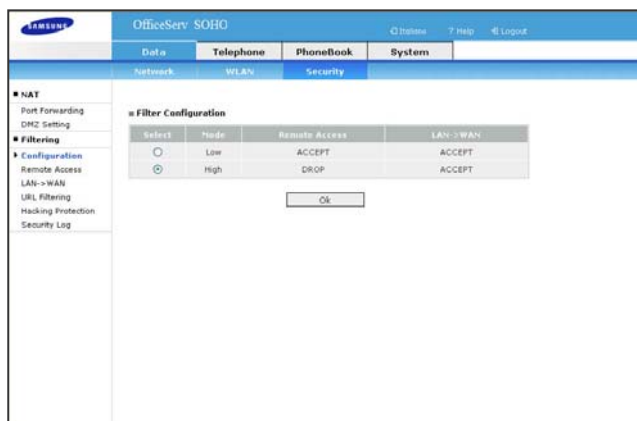 SAMSUNG
OfficeServ SOHO
Italiano ? Help Logout
Data Telephone PhoneBook System
Network WLAN Security
NAT
Port Forwarding
DMZ Setting
Filtering
Configuration
Remote Access
LAN->WAN
URL Filtering
Hacking Protection
Security Log
Filter Configuration
Select Mode Remote Access LAN->WAN
Low ACCEPT ACCEPT
High DROP ACCEPT
Ok